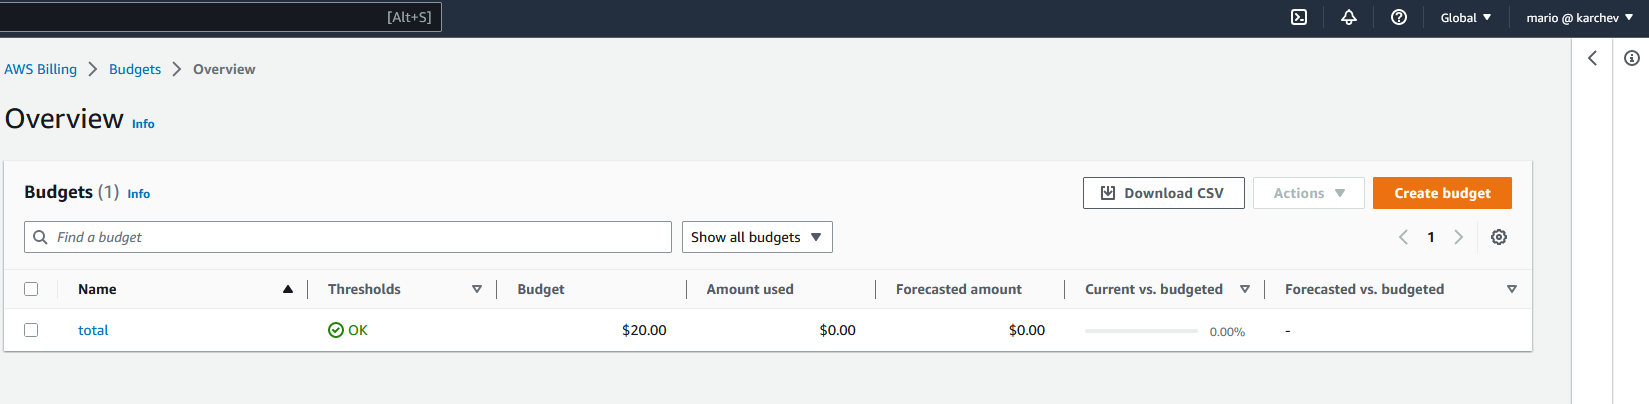 [Alt+S]
Global
mario @ karchev
AWS Billing
Budgets
Overview
Overview Info
Budgets (1) Info
Download CSV
Actions
Create budget
Find a budget
Show all budgets
1
Name Thresholds Budget Amount used Forecasted amount Current vs. budgeted Forecasted vs. budgeted
total OK $20.00 $0.00 $0.00 0.00% -